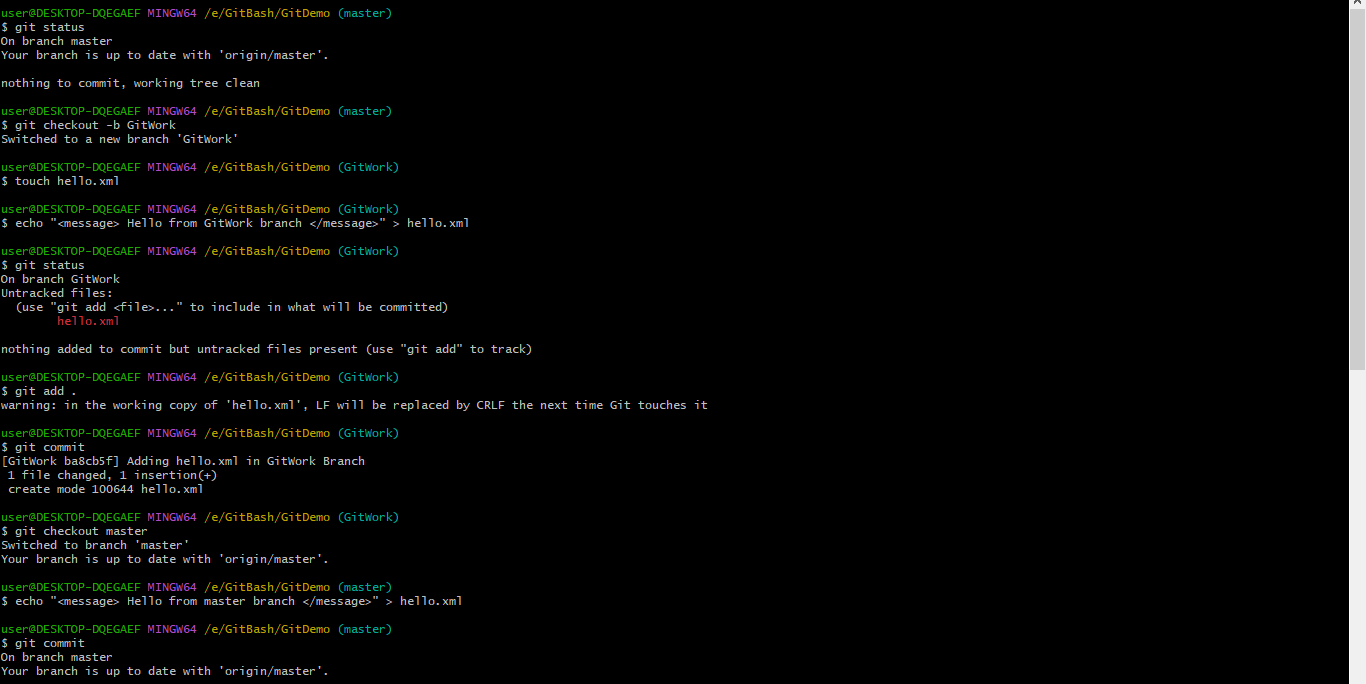 user@DESKTOP-DQEGAEF MINGW64 /e/GitBash/GitDemo (master)
$ git status
On branch master
Your branch is up to date with 'origin/master'.
nothing to commit, working tree clean
user@DESKTOP-DQEGAEF MINGW64 /e/GitBash/GitDemo (master)
$ git checkout -b GitWork
Switched to a new branch 'GitWork'
user@DESKTOP-DQEGAEF MINGW64 /e/GitBash/GitDemo (GitWork)
$ touch hello.xml
user@DESKTOP-DQEGAEF MINGW64 /e/GitBash/GitDemo (GitWork)
$ echo "<message> Hello from GitWork branch </message>" > hello.xml
user@DESKTOP-DQEGAEF MINGW64 /e/GitBash/GitDemo (GitWork)
$ git status
On branch GitWork
Untracked files:
  (use "git add <file>..." to include in what will be committed)
        hello.xml
nothing added to commit but untracked files present (use "git add" to track)
user@DESKTOP-DQEGAEF MINGW64 /e/GitBash/GitDemo (GitWork)
$ git add .
warning: in the working copy of 'hello.xml', LF will be replaced by CRLF the next time Git touches it
user@DESKTOP-DQEGAEF MINGW64 /e/GitBash/GitDemo (GitWork)
$ git commit
[GitWork ba8cb5f] Adding hello.xml in GitWork Branch
 1 file changed, 1 insertion(+)
 create mode 100644 hello.xml
user@DESKTOP-DQEGAEF MINGW64 /e/GitBash/GitDemo (GitWork)
$ git checkout master
Switched to branch 'master'
Your branch is up to date with 'origin/master'.
user@DESKTOP-DQEGAEF MINGW64 /e/GitBash/GitDemo (master)
$ echo "<message> Hello from master branch </message>" > hello.xml
user@DESKTOP-DQEGAEF MINGW64 /e/GitBash/GitDemo (master)
$ git commit
On branch master
Your branch is up to date with 'origin/master'.